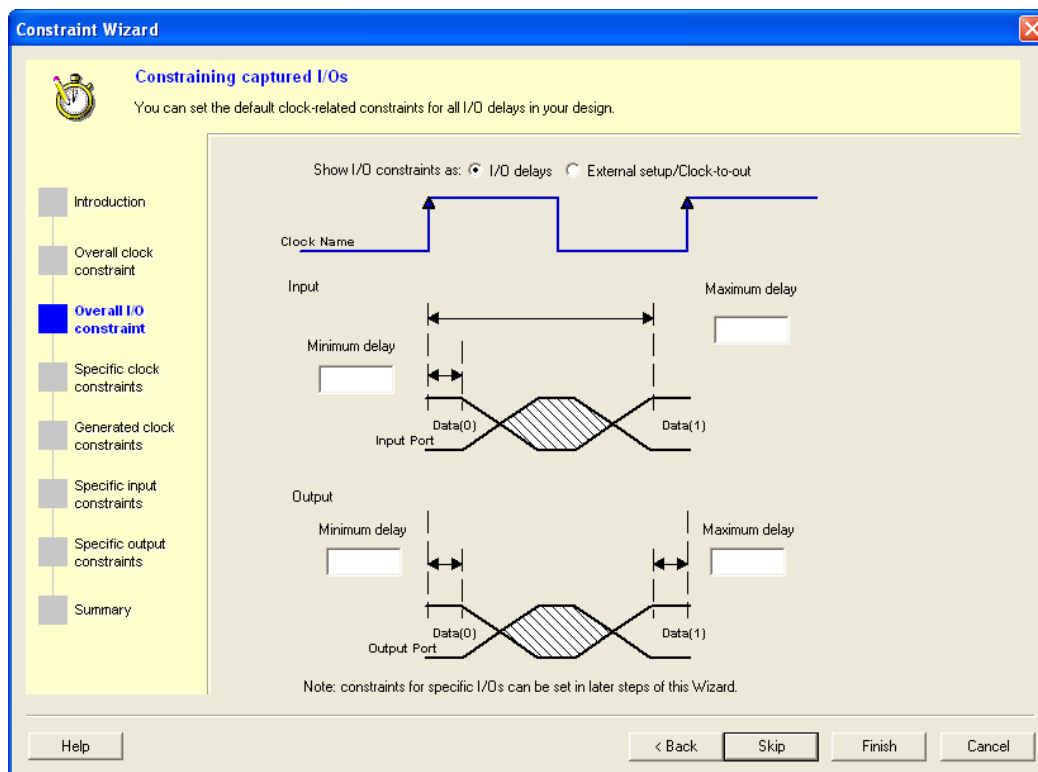 Constraint Wizard
Constraining captured I/Os
You can set the default clock-related constraints for all I/O delays in your design.
Introduction
Overall clock
constraint
Overall I/O
constraint
Specific clock
constraints
Generated clock
constraints
Specific input
constraints
Specific output
constraints
Summary
Show I/O constraints as: I/O delays External setup/Clock-to-out
Clock Name
Input
Maximum delay
Minimum delay
Data(0) Data(1)
Input Port
Output
Minimum delay Maximum delay
Data(0) Data(1)
Output Port
Note: constraints for specific I/Os can be set in later steps of this Wizard.
Help < Back Skip Finish Cancel